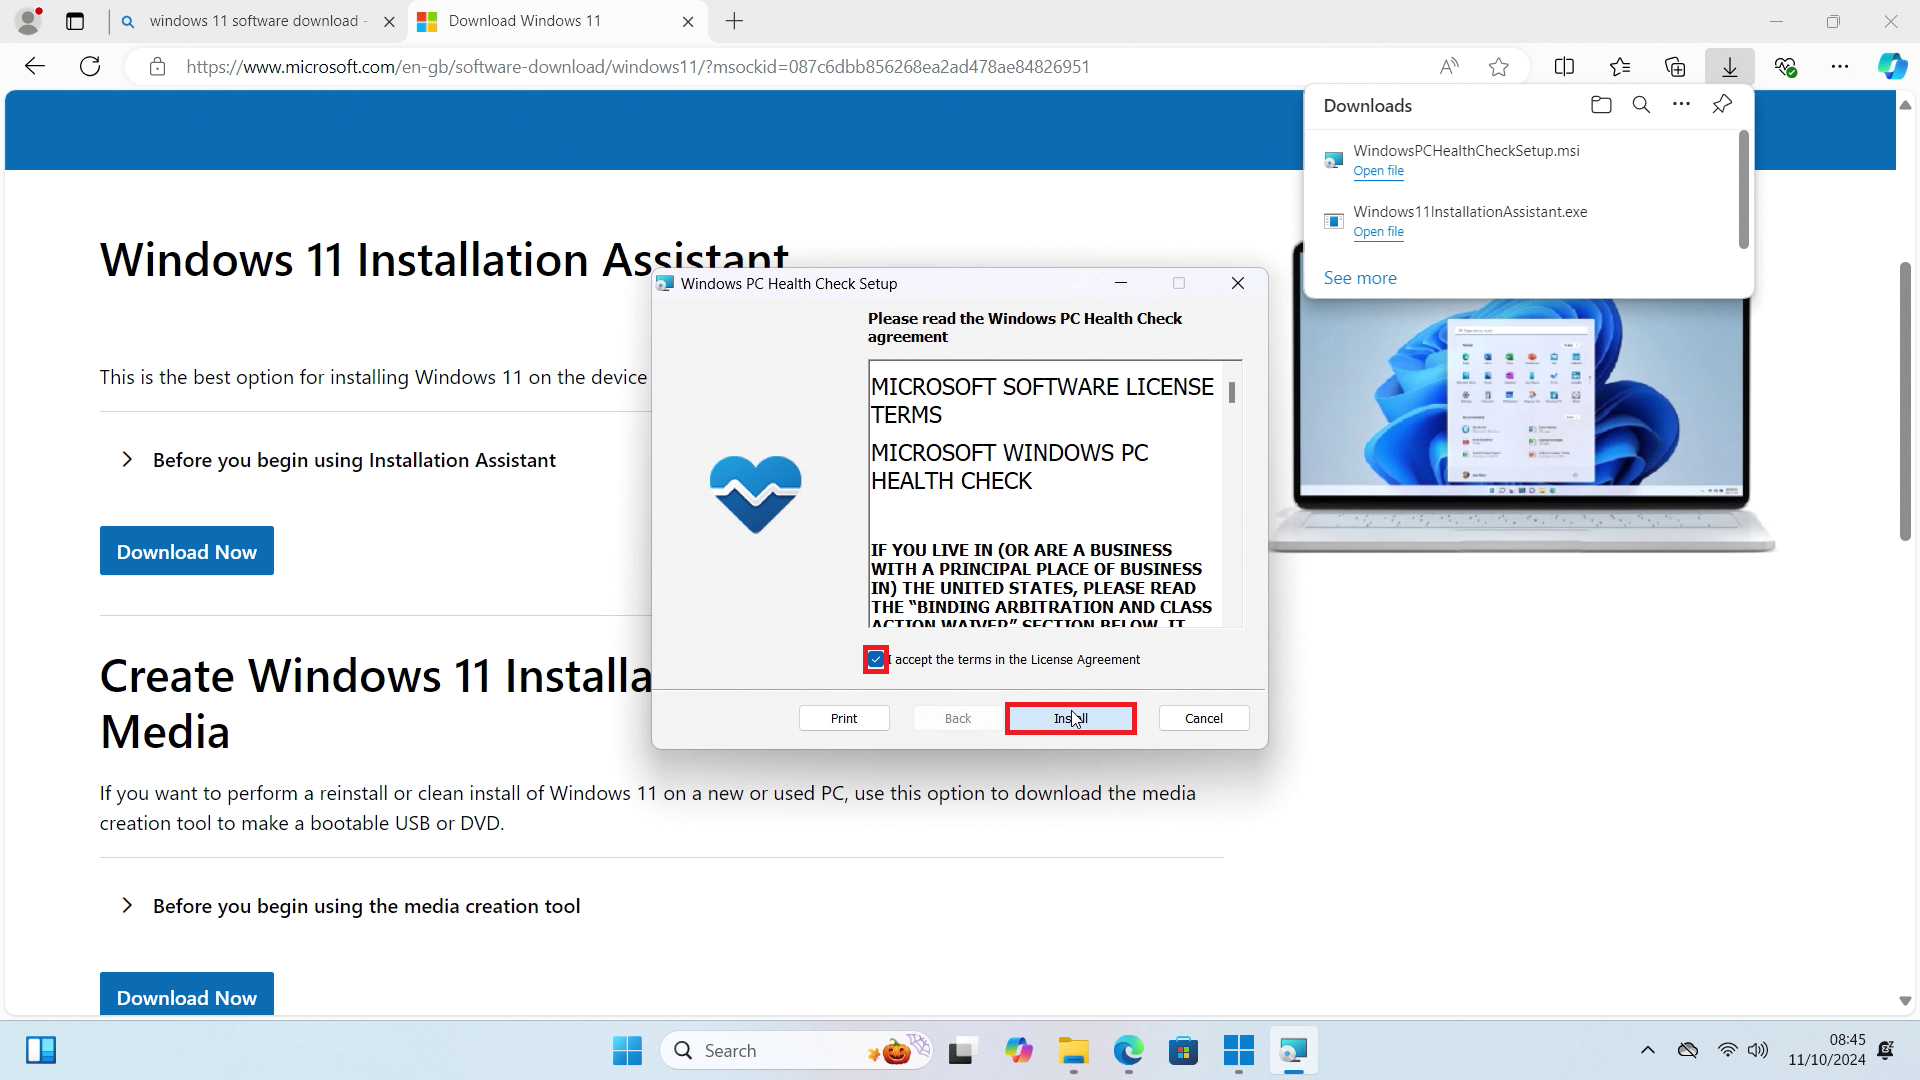 windows 11 software download -
Download Windows 11
https://www.microsoft.com/en-gb/software-download/windows11/?msockid=087c6dbb856268ea2ad478ae84826951
Downloads
WindowsPCHealthCheckSetup.msi
Open file
Windows11InstallationAssistant.exe
Open file
See more
Windows 11 Installation Assistant
This is the best option for installing Windows 11 on the device
Before you begin using Installation Assistant
Download Now
Windows PC Health Check Setup
Please read the Windows PC Health Check
agreement
MICROSOFT SOFTWARE LICENSE
TERMS
MICROSOFT WINDOWS PC
HEALTH CHECK
IF YOU LIVE IN (OR ARE A BUSINESS
WITH A PRINCIPAL PLACE OF BUSINESS
IN) THE UNITED STATES, PLEASE READ
THE “BINDING ARBITRATION AND CLASS
ACTION WAIVER” SECTION BELOW. IT
I accept the terms in the License Agreement
Print
Back
Install
Cancel
Create Windows 11 Installa
Media
If you want to perform a reinstall or clean install of Windows 11 on a new or used PC, use this option to download the media
creation tool to make a bootable USB or DVD.
Before you begin using the media creation tool
Download Now
Search
08:45
11/10/2024